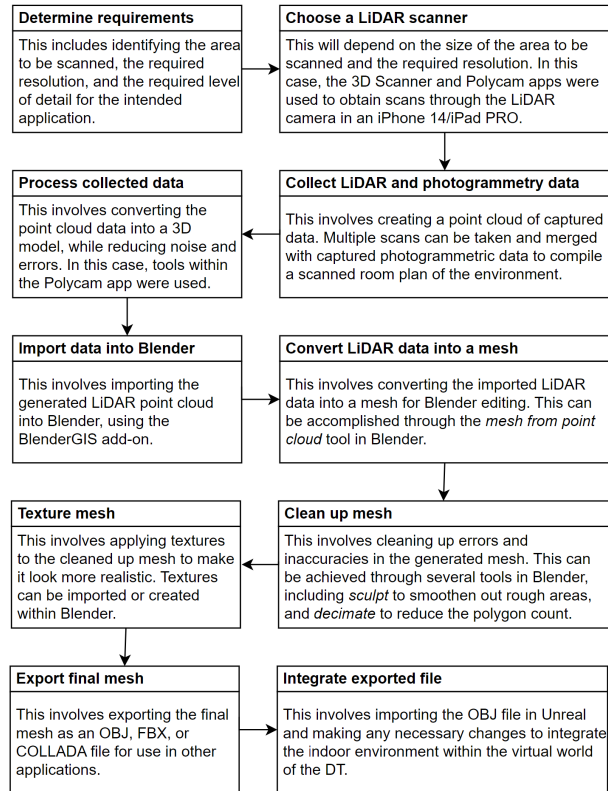 Determine requirements
This includes identifying the area
to be scanned, the required
resolution, and the required level
of detail for the intended
application.
Choose a LiDAR scanner
This will depend on the size of the area to be
scanned and the required resolution. In this
case, the 3D Scanner and Polycam apps were
used to obtain scans through the LiDAR
camera in an iPhone 14/iPad PRO.
Collect LiDAR and photogrammetry data
This involves creating a point cloud of captured
data. Multiple scans can be taken and merged
with captured photogrammetric data to compile
a scanned room plan of the environment.
Process collected data
This involves converting the
point cloud data into a 3D
model, while reducing noise and
errors. In this case, tools within
the Polycam app were used.
Import data into Blender
This involves importing the
generated LiDAR point cloud
into Blender, using the
BlenderGIS add-on.
Convert LiDAR data into a mesh
This involves converting the imported LiDAR
data into a mesh for Blender editing. This can
be accomplished through the mesh from point
cloud tool in Blender.
Clean up mesh
This involves cleaning up errors and
inaccuracies in the generated mesh. This can
be achieved through several tools in Blender,
including sculpt to smoothen out rough areas,
and decimate to reduce the polygon count.
Texture mesh
This involves applying textures
to the cleaned up mesh to make
it look more realistic. Textures
can be imported or created
within Blender.
Export final mesh
This involves exporting the final
mesh as an OBJ, FBX, or
COLLADA file for use in other
applications.
Integrate exported file
This involves importing the OBJ file in Unreal
and making any necessary changes to integrate
the indoor environment within the virtual world
of the DT.